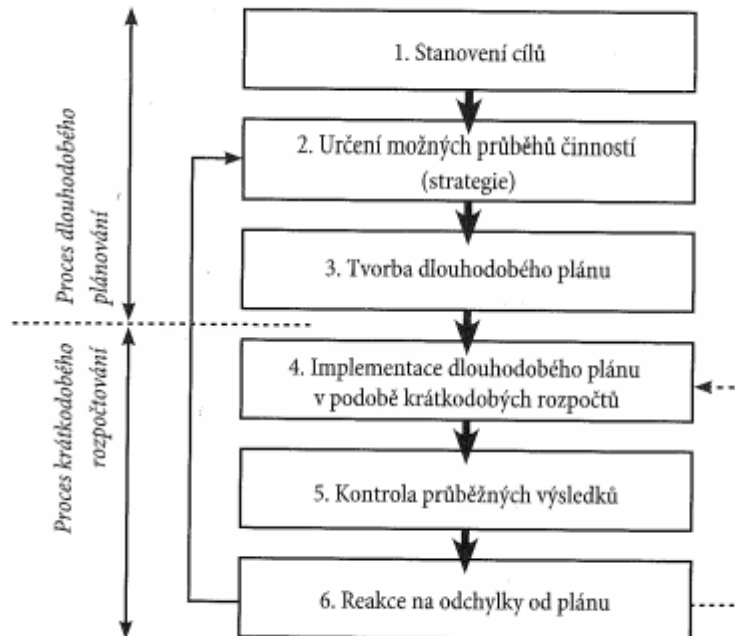 1. Stanovení cílů
2. Určení možných průběhů činností
(strategie)
3. Tvorba dlouhodobého plánu
Proces dlouhodobého
plánování
4. Implementace dlouhodobého plánu
v podobě krátkodobých rozpočtů
5. Kontrola průběžných výsledků
6. Reakce na odchylky od plánu
Proces krátkodobého
rozpočtování